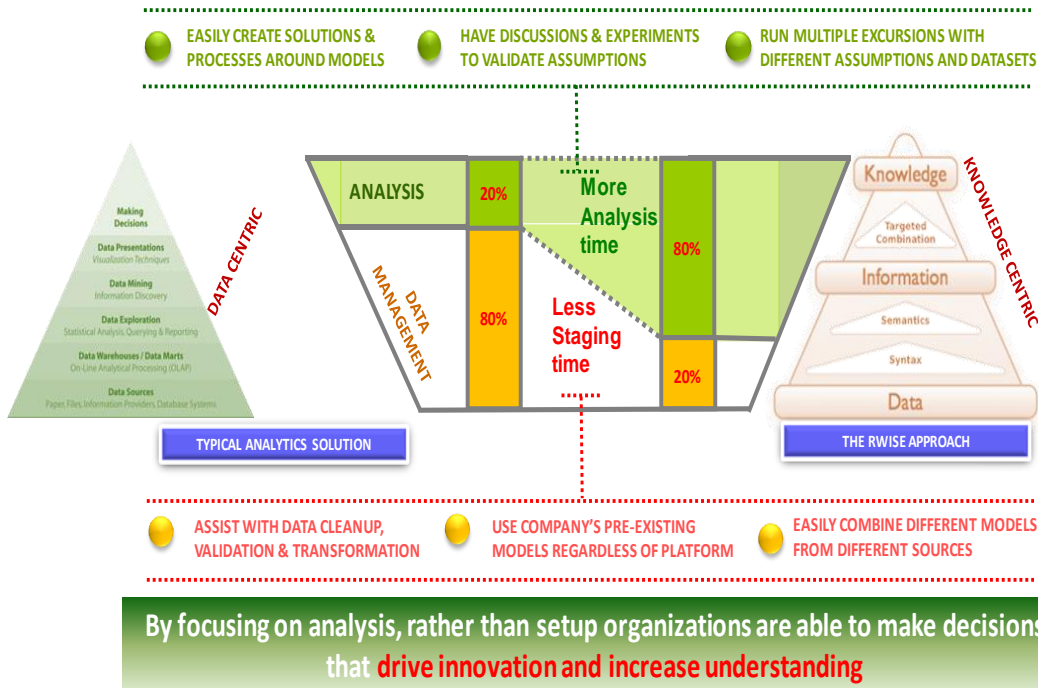 EASILY CREATE SOLUTIONS &
PROCESSES AROUND MODELS
HAVE DISCUSSIONS & EXPERIMENTS
TO VALIDATE ASSUMPTIONS
RUN MULTIPLE EXCURSIONS WITH
DIFFERENT ASSUMPTIONS AND DATASETS
Making
Decisions
Data Presentations
Visualization Techniques
Data Mining
Information Discovery
Data Exploration
Statistical Analysis, Querying & Reporting
Data Warehouses / Data Marts
On-Line Analytical Processing (OLAP)
Data Sources
Paper, Files, Information Providers, Database Systems
DATA CENTRIC
TYPICAL ANALYTICS SOLUTION
ANALYSIS
20%
More
Analysis
time
80%
DATA
MANAGEMENT
80%
Less
Staging
time
20%
Knowledge
Targeted
Combination
Information
Semantics
Syntax
Data
KNOWLEDGE CENTRIC
THE RWISE APPROACH
ASSIST WITH DATA CLEANUP,
VALIDATION & TRANSFORMATION
USE COMPANY'S PRE-EXISTING
MODELS REGARDLESS OF PLATFORM
EASILY COMBINE DIFFERENT MODELS
FROM DIFFERENT SOURCES
By focusing on analysis, rather than setup organizations are able to make decisions
that drive innovation and increase understanding